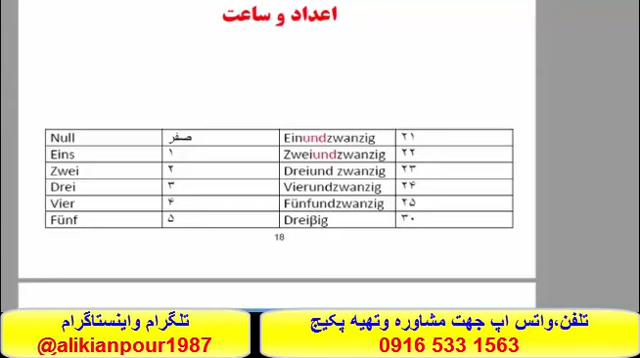 اعداد و ساعت
Null صفر Einundzwanzig ۲۱
Eins ۱ Zweiundzwanzig ۲۲
Zwei ۲ Dreiund zwanzig ۲۳
Drei ۳ Vierundzwanzig ۲۴
Vier ۴ Fünfundzwanzig ۲۵
Fünf ۵ Dreiβig ۳۰
18
تلگرام واینستاگرام
@alikianpour1987
تلفن،واتس اپ جهت مشاوره وتهیه پکیج
0916 533 1563